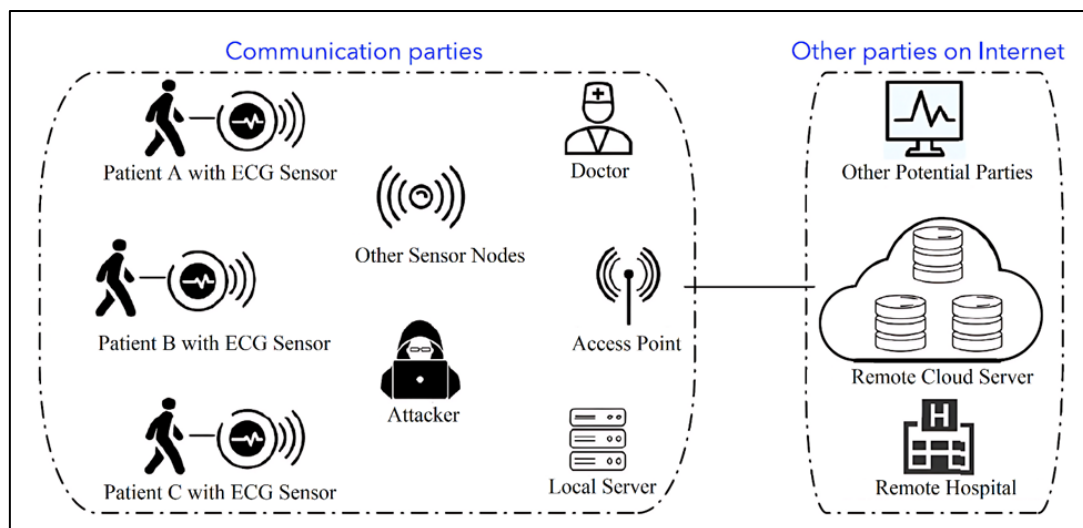 Communication parties
Other parties on Internet
Patient A with ECG Sensor
Doctor
Other Potential Parties
Other Sensor Nodes
Patient B with ECG Sensor
Access Point
Remote Cloud Server
Attacker
Patient C with ECG Sensor
Local Server
H
Remote Hospital